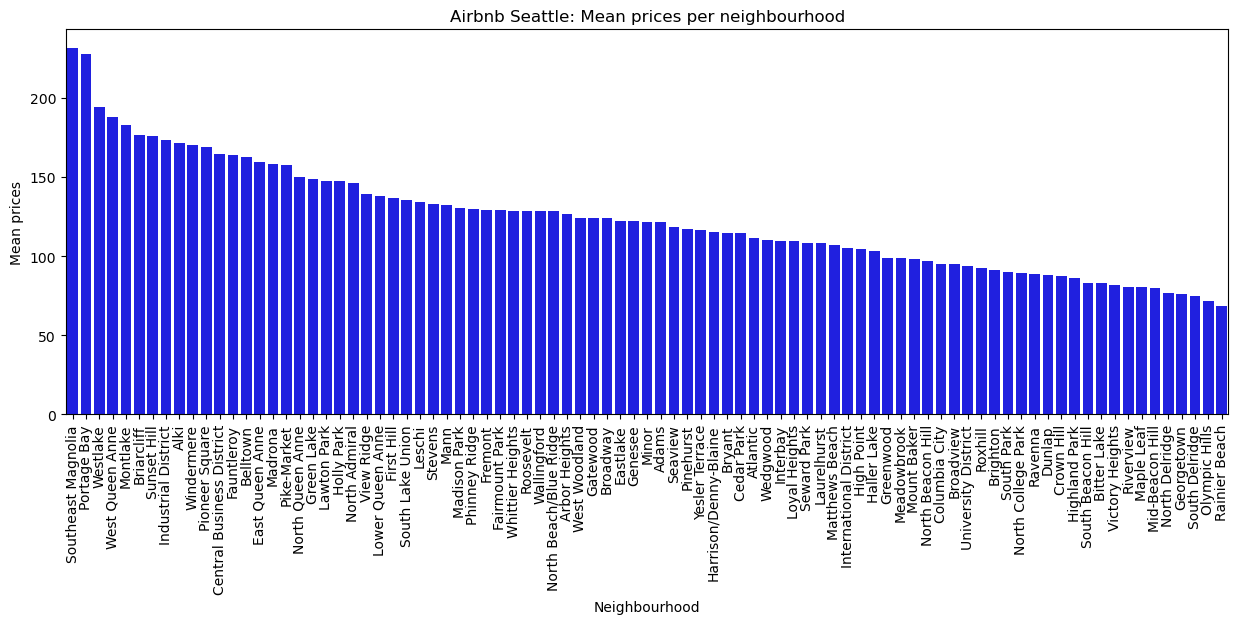 Airbnb Seattle: Mean prices per neighbourhood
Mean prices
200
150
100
50
0
Southeast Magnolia
Portage Bay
Westlake
West Queen Anne
Montlake
Briarcliff
Sunset Hill
Industrial District
Alki
Windermere
Pioneer Square
Central Business District
Fauntleroy
Belltown
East Queen Anne
Madrona
Pike-Market
North Queen Anne
Green Lake
Lawton Park
Holly Park
North Admiral
View Ridge
Lower Queen Anne
First Hill
South Lake Union
Leschi
Stevens
Mann
Madison Park
Phinney Ridge
Fremont
Fairmount Park
Whittier Heights
Roosevelt
Wallingford
North Beach/Blue Ridge
Arbor Heights
West Woodland
Gatewood
Broadway
Eastlake
Genesee
Minor
Adams
Seaview
Pinehurst
Yesler Terrace
Harrison/Denny-Blaine
Bryant
Cedar Park
Atlantic
Wedgwood
Interbay
Loyal Heights
Seward Park
Laurelhurst
Matthews Beach
International District
High Point
Haller Lake
Greenwood
Meadowbrook
Mount Baker
North Beacon Hill
Columbia City
Broadview
University District
Roxhill
Brighton
South Park
North College Park
Ravenna
Dunlap
Crown Hill
Highland Park
South Beacon Hill
Bitter Lake
Victory Heights
Riverview
Maple Leaf
Mid-Beacon Hill
North Delridge
Georgetown
South Delridge
Olympic Hills
Rainier Beach
Neighbourhood